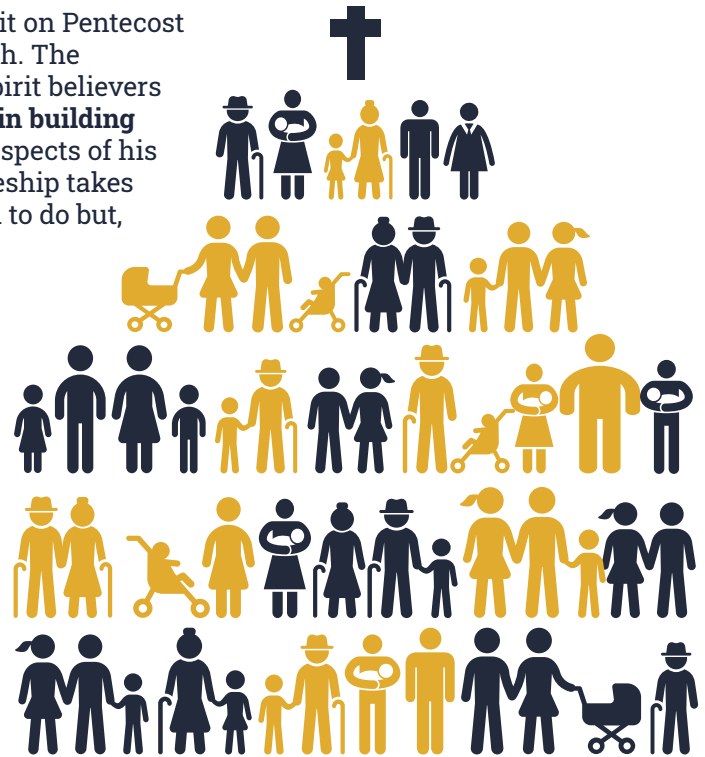 it on Pentecost
h. The
pirit believers
in building
spects of his
eship takes
to do but,